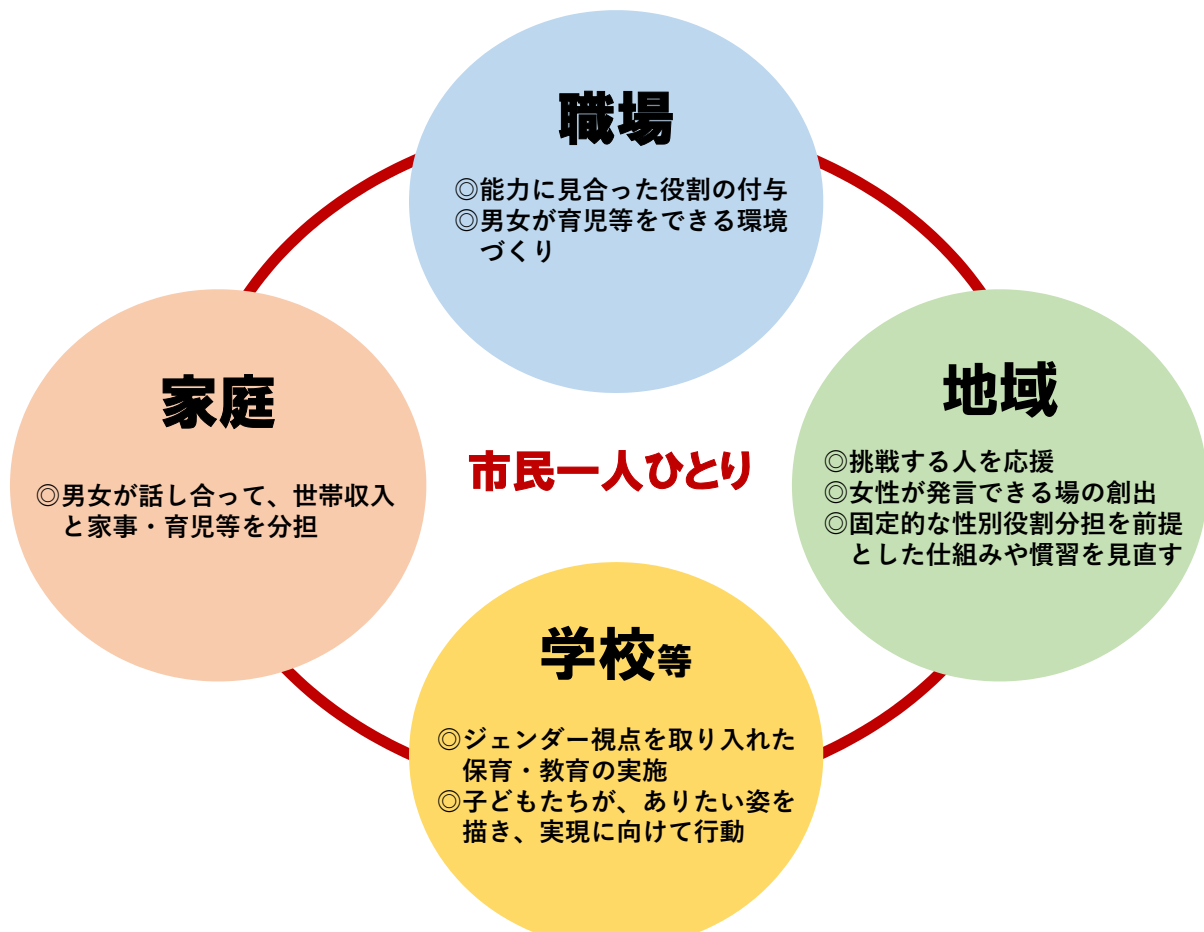 職場
◎能力に見合った役割の付与
◎男女が育児等をできる環境
づくり
家庭
◎男女が話し合って、世帯収入
と家事・育児等を分担
市民一人ひとり
地域
◎挑戦する人を応援
◎女性が発言できる場の創出
◎固定的な性別役割分担を前提
とした仕組みや慣習を見直す
学校等
◎ジェンダー視点を取り入れた
保育・教育の実施
◎子どもたちが、ありたい姿を
描き、実現に向けて行動